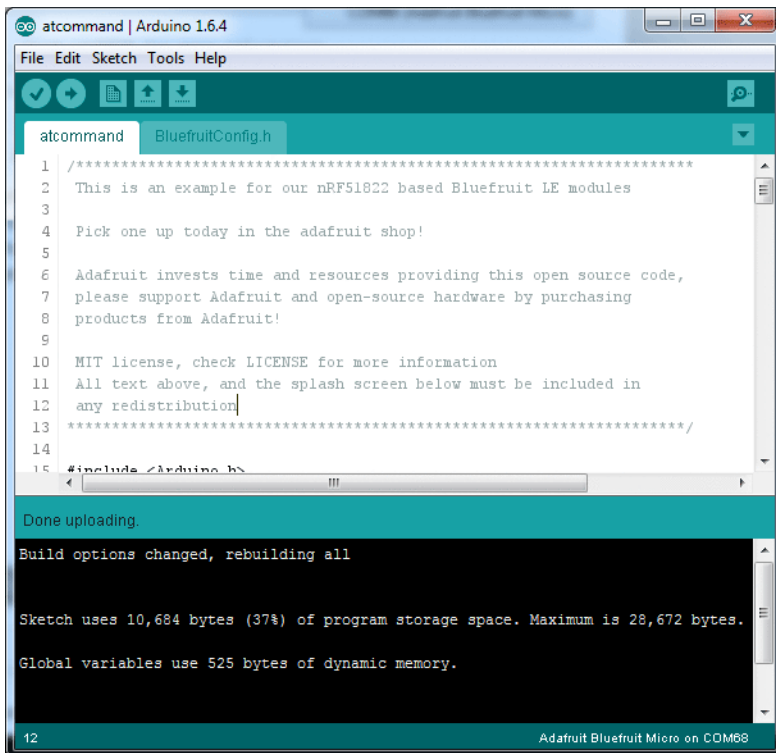 atcommand | Arduino 1.6.4
File Edit Sketch Tools Help
atcommand BluefruitConfig.h
1 /*********************************************************************
2 This is an example for our nRF51822 based Bluefruit LE modules
3
4 Pick one up today in the adafruit shop!
5
6 Adafruit invests time and resources providing this open source code,
7 please support Adafruit and open-source hardware by purchasing
8 products from Adafruit!
9
10 MIT license, check LICENSE for more information
11 All text above, and the splash screen below must be included in
12 any redistribution
13 *********************************************************************/
14
15 #include <Arduino.h>
Done uploading.
Build options changed, rebuilding all
Sketch uses 10,684 bytes (37%) of program storage space. Maximum is 28,672 bytes.
Global variables use 525 bytes of dynamic memory.
12 Adafruit Bluefruit Micro on COM68